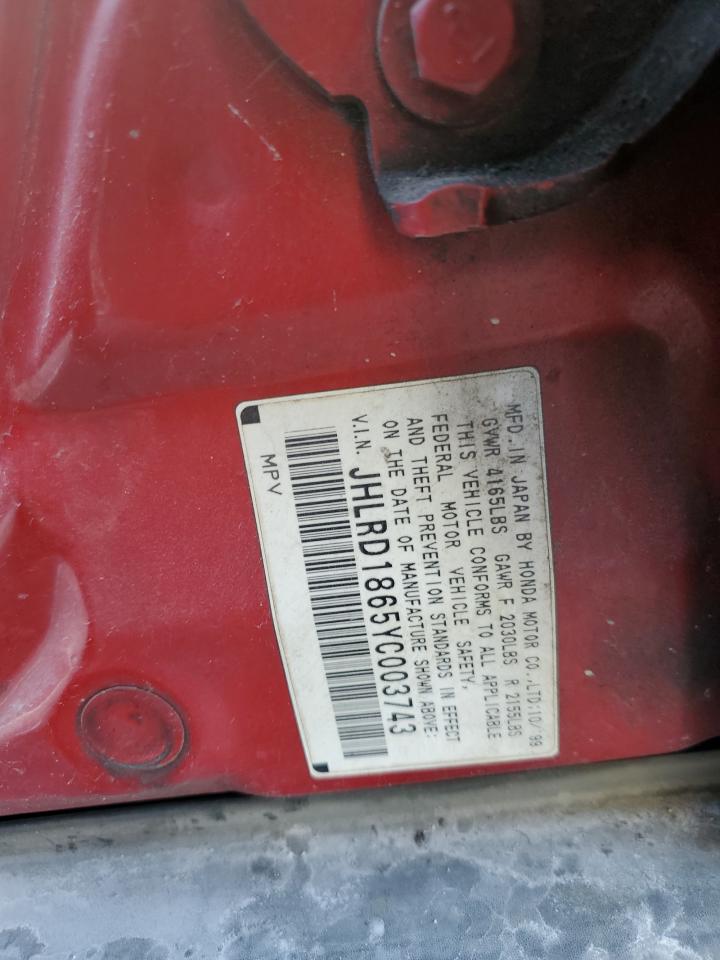 MFD. IN JAPAN BY HONDA MOTOR CO., LTD. 10/ 99
GVWR 4165LBS GAWR F 2030LBS R 2155LBS
THIS VEHICLE CONFORMS TO ALL APPLICABLE
FEDERAL MOTOR VEHICLE SAFETY,
AND THEFT PREVENTION STANDARDS IN EFFECT
ON THE DATE OF MANUFACTURE SHOWN ABOVE.
V.I.N. JHLRD1865YC003743
MPV